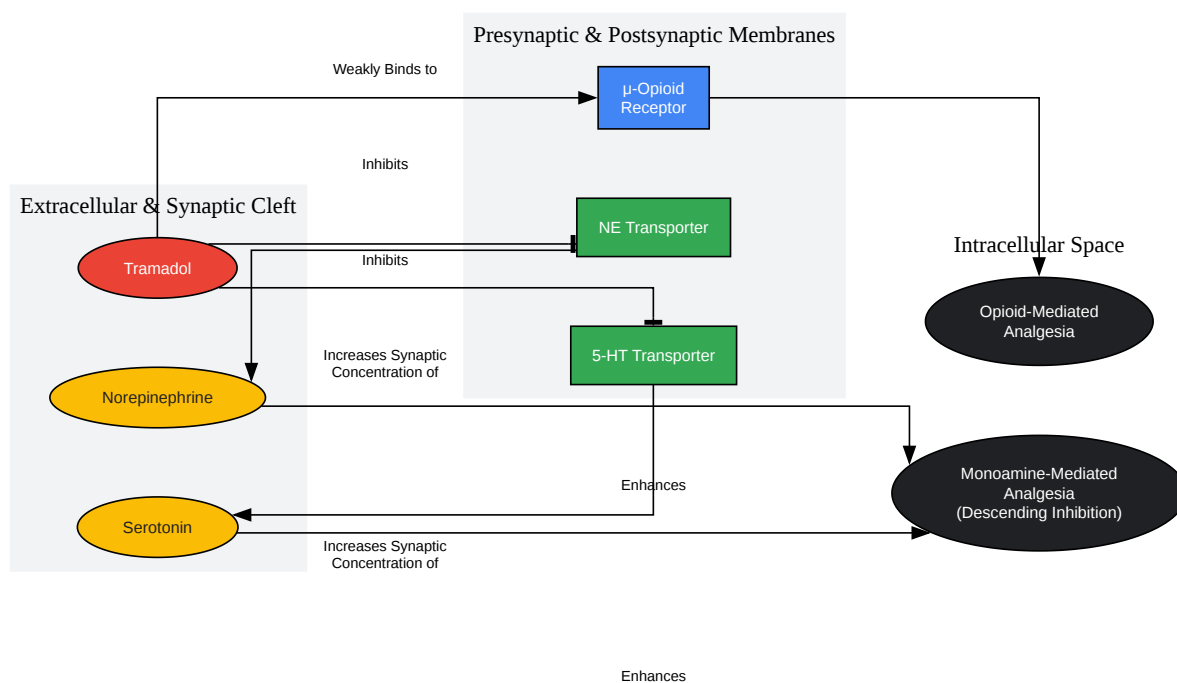 Presynaptic & Postsynaptic Membranes
Weakly Binds to
μ-Opioid
Receptor
Inhibits
Extracellular & Synaptic Cleft
NE Transporter
Intracellular Space
Tramadol
Inhibits
Opioid-Mediated
Analgesia
Increases Synaptic
Concentration of
5-HT Transporter
Norepinephrine
Enhances
Monoamine-Mediated
Analgesia
(Descending Inhibition)
Serotonin
Increases Synaptic
Concentration of
Enhances